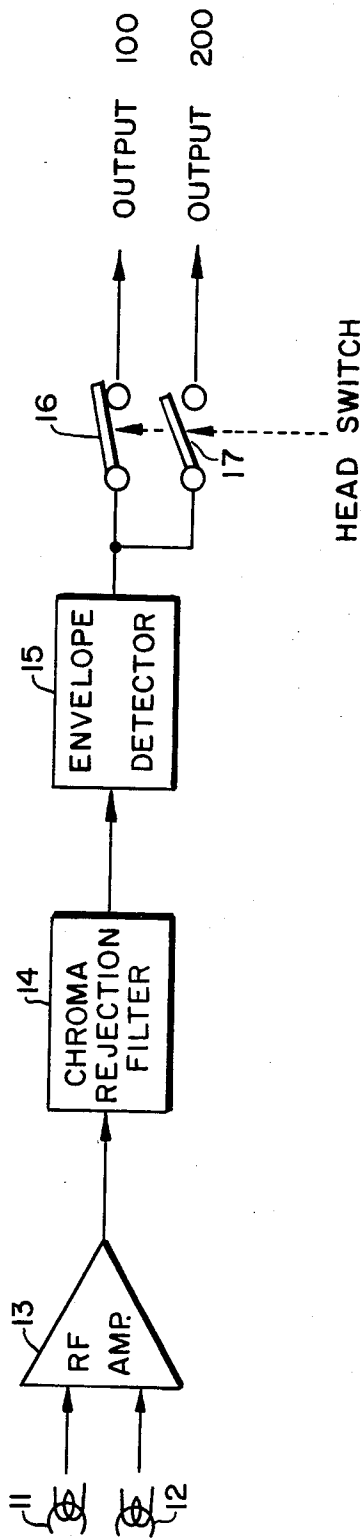 11
12
13
RF
AMP.
14
CHROMA
REJECTION
FILTER
15
ENVELOPE
DETECTOR
16
17
OUTPUT 100
OUTPUT 200
HEAD SWITCH